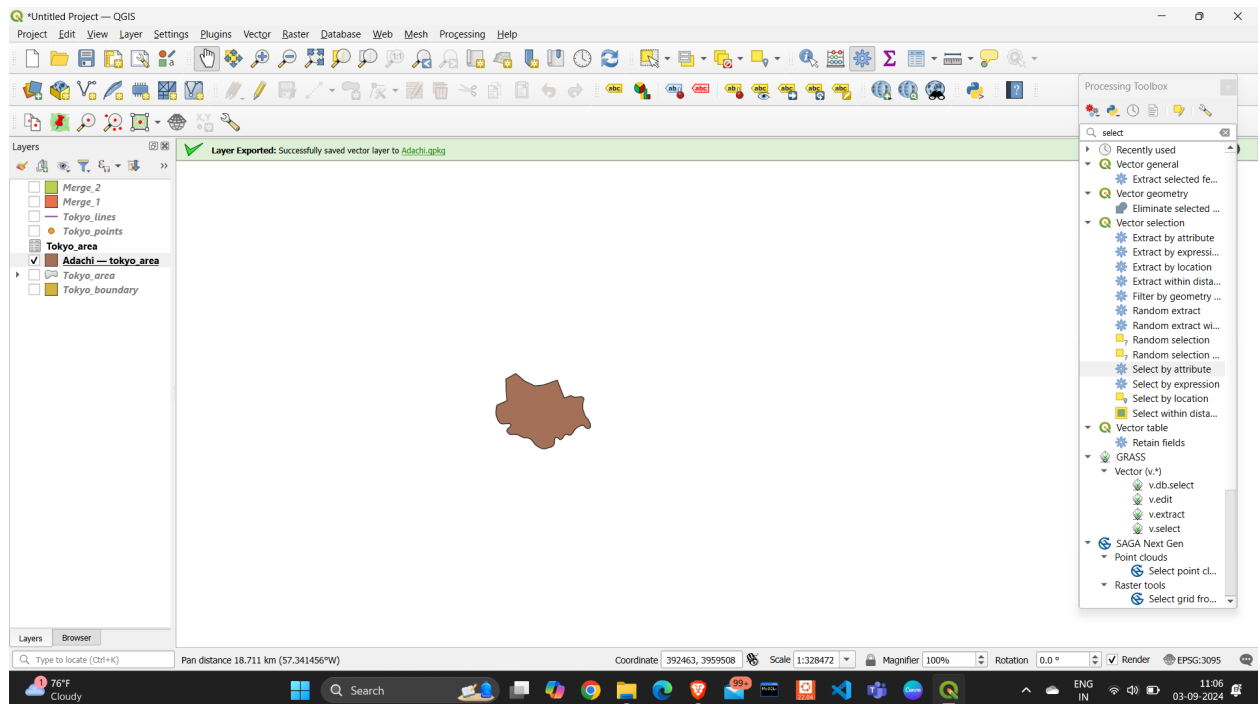 *Untitled Project — QGIS
Project Edit View Layer Settings Plugins Vector Raster Database Web Mesh Processing Help
Layers
Merge_2
Merge_1
Tokyo_lines
Tokyo_points
Tokyo_area
Adachi — tokyo_area
Tokyo_area
Tokyo_boundary
Layer Exported: Successfully saved vector layer to Adachi.gpkg
Processing Toolbox
select
Recently used
Vector general
Extract selected fe...
Vector geometry
Eliminate selected ...
Vector selection
Extract by attribute
Extract by expressi...
Extract by location
Extract within dista...
Filter by geometry ...
Random extract
Random extract wi...
Random selection
Random selection ...
Select by attribute
Select by expression
Select by location
Select within dista...
Vector table
Retain fields
GRASS
Vector (v.*)
v.db.select
v.edit
v.extract
v.select
SAGA Next Gen
Point clouds
Select point cl...
Raster tools
Select grid fro...
Layers Browser
Type to locate (Ctrl+K) Pan distance 18.711 km (57.341456°W) Coordinate 392463, 3959508 Scale 1:328472 Magnifier 100% Rotation 0.0 ° Render EPSG:3095
1 76°F
Cloudy
Search
99+
22.04
ENG
IN
11:06
03-09-2024